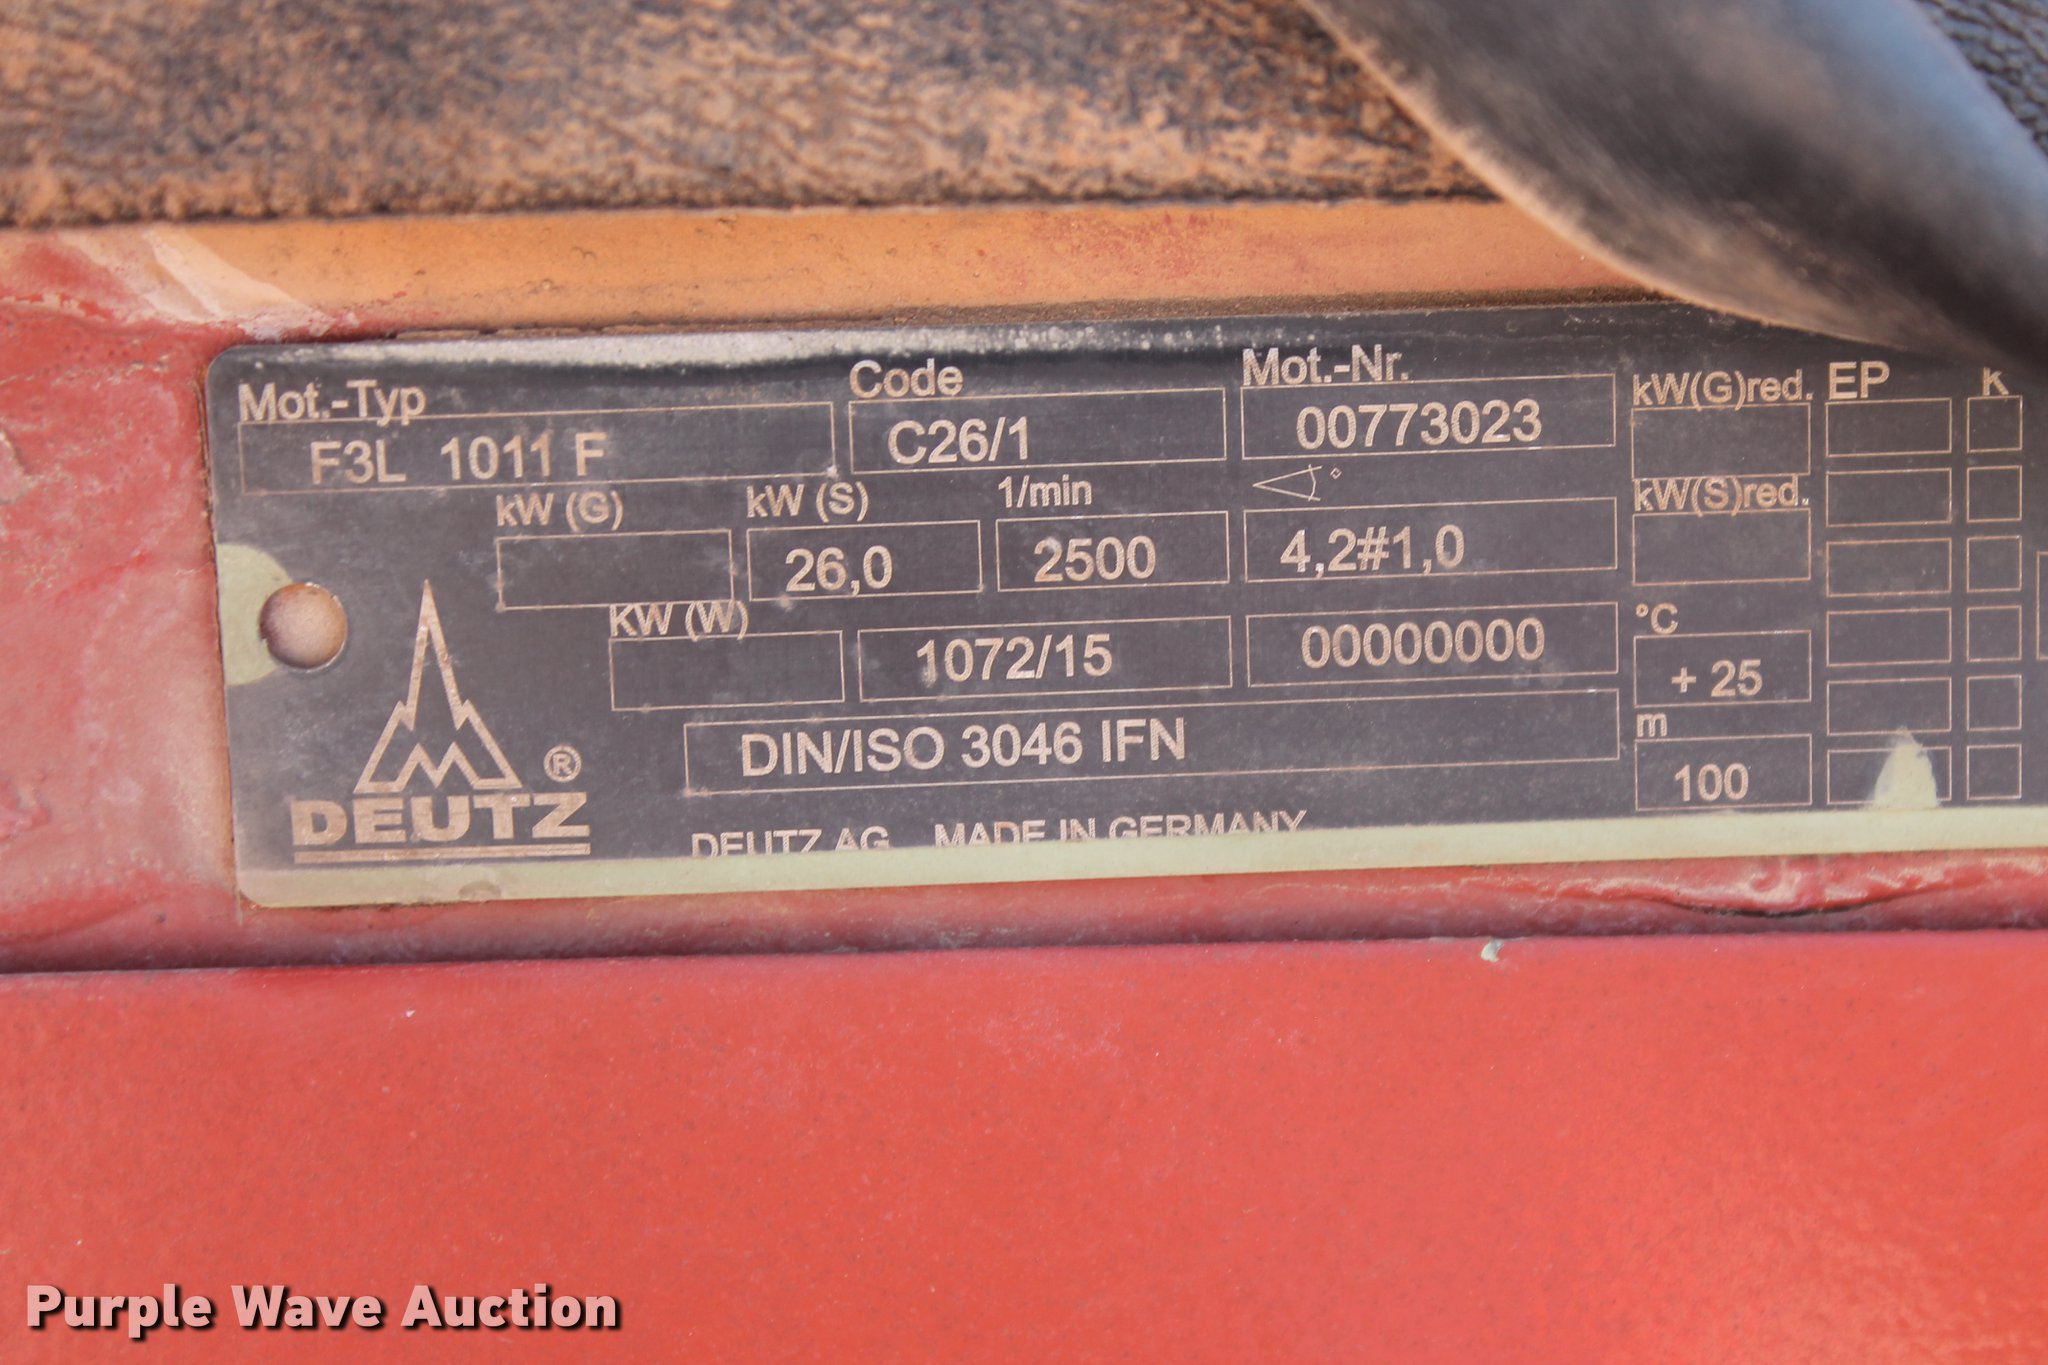 Mot.-Typ Code Mot.-Nr. kW(G)red. EP K
F3L 1011 F C26/1 00773023
kW (G) kW (S) 1/min ° kW(S)red.
26,0 2500 4,2#1,0
KW (W) °C
1072/15 00000000 + 25
m
DIN/ISO 3046 IFN 100
DEUTZ ®
DEUTZ AG MADE IN GERMANY
Purple Wave Auction